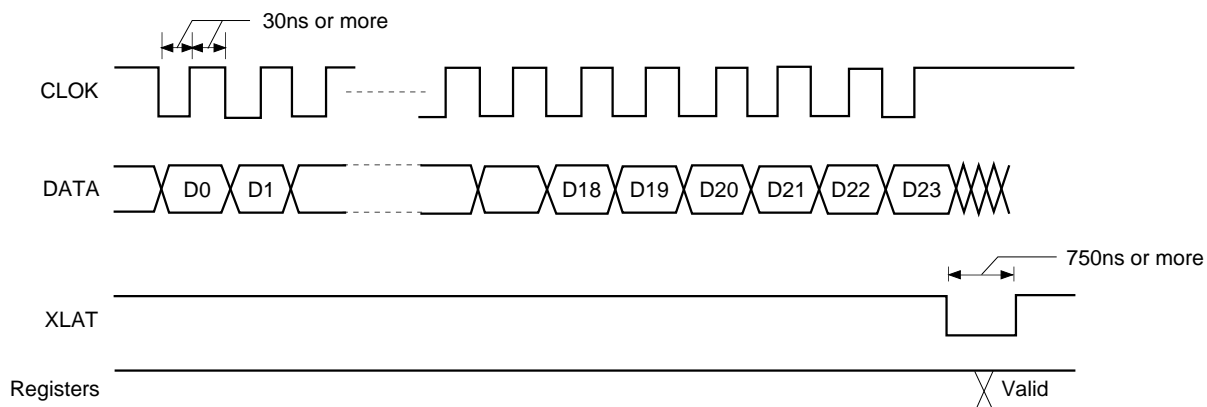 30ns or more
CLOK
DATA
D0
D1
D18
D19
D20
D21
D22
D23
750ns or more
XLAT
Registers
Valid